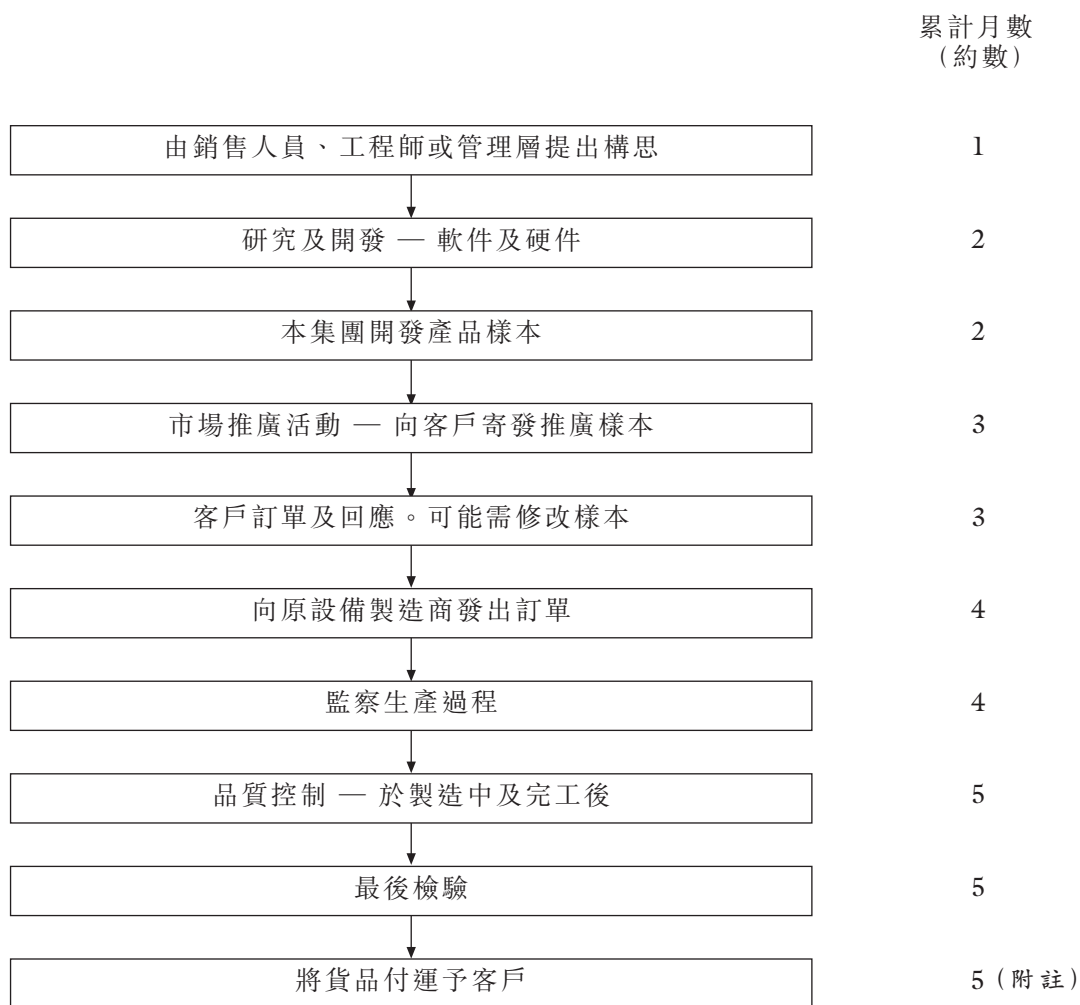 累計月數
(約數)
由銷售人員、工程師或管理層提出構思 1
研究及開發 — 軟件及硬件 2
本集團開發產品樣本 2
市場推廣活動 — 向客戶寄發推廣樣本 3
客戶訂單及回應。可能需修改樣本 3
向原設備製造商發出訂單 4
監察生產過程 4
品質控制 — 於製造中及完工後 5
最後檢驗 5
將貨品付運予客戶 5 (附註)